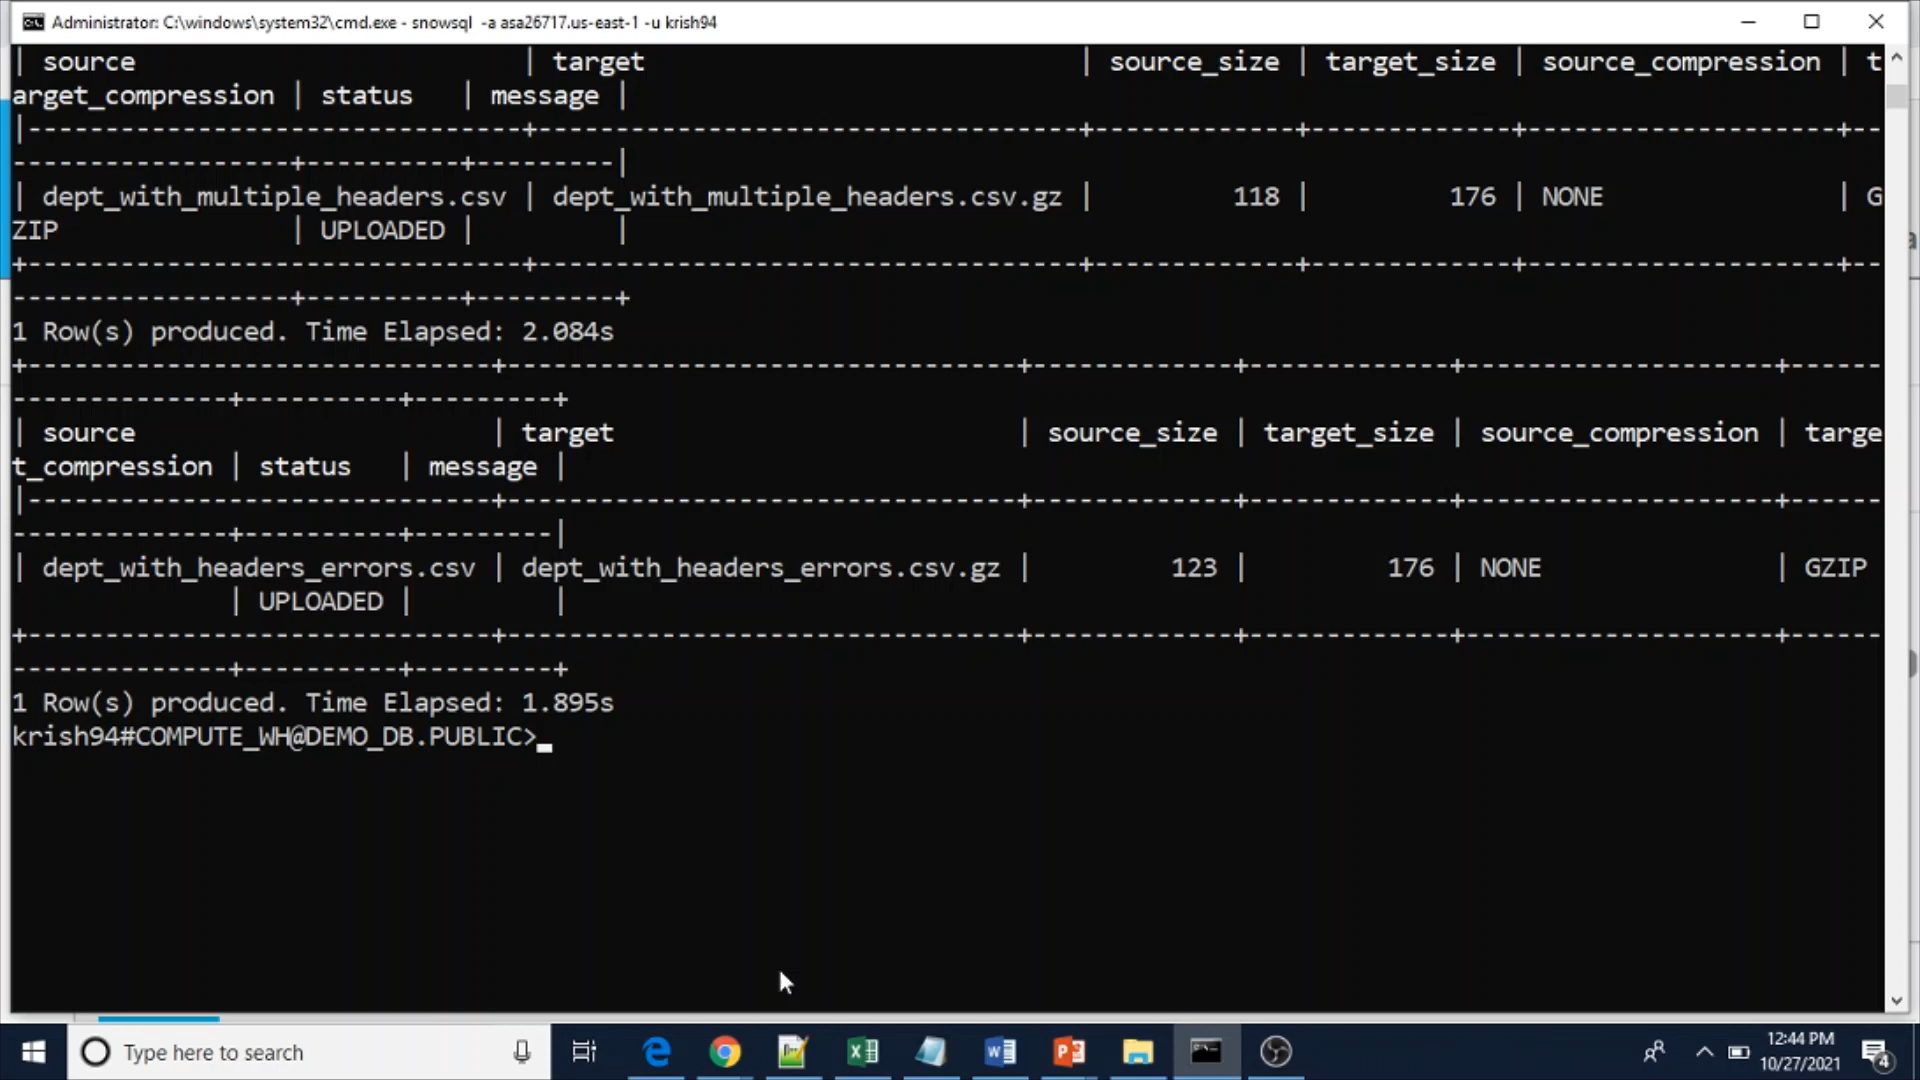 Administrator: C:\windows\system32\cmd.exe - snowsql  -a asa26717.us-east-1 -u krish94
| source                          | target                             | source_size | target_size | source_compression | t
arget_compression | status   | message |
|---------------------------------+------------------------------------+-------------+-------------+--------------------+--
------------------+----------+---------|
| dept_with_multiple_headers.csv | dept_with_multiple_headers.csv.gz |         118 |         176 | NONE               | G
ZIP               | UPLOADED |         |
+---------------------------------+------------------------------------+-------------+-------------+--------------------+--
------------------+----------+---------+
1 Row(s) produced. Time Elapsed: 2.084s
+-------------------------------+----------------------------------+-------------+-------------+--------------------+------
--------------+----------+---------+
| source                       | target                          | source_size | target_size | source_compression | targe
t_compression | status   | message |
|-------------------------------+----------------------------------+-------------+-------------+--------------------+------
--------------+----------+---------|
| dept_with_headers_errors.csv | dept_with_headers_errors.csv.gz |         123 |         176 | NONE               | GZIP
              | UPLOADED |         |
+-------------------------------+----------------------------------+-------------+-------------+--------------------+------
--------------+----------+---------+
1 Row(s) produced. Time Elapsed: 1.895s
krish94#COMPUTE_WH@DEMO_DB.PUBLIC>_
Type here to search
12:44 PM
10/27/2021
4